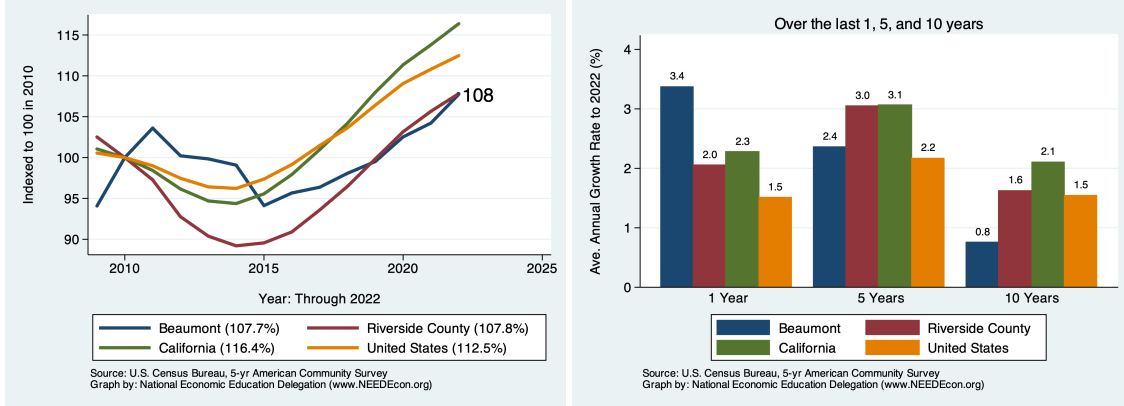 Indexed to 100 in 2010
115
110
105
100
95
90
108
2010
2015
2020
2025
Year: Through 2022
Beaumont (107.7%)
Riverside County (107.8%)
California (116.4%)
United States (112.5%)
Source: U.S. Census Bureau, 5-yr American Community Survey
Graph by: National Economic Education Delegation (www.NEEDEcon.org)
Over the last 1, 5, and 10 years
Ave. Annual Growth Rate to 2022 (%)
4
3
2
1
0
3.4
2.0
2.3
1.5
2.4
3.0
3.1
2.2
0.8
1.6
2.1
1.5
1 Year
5 Years
10 Years
Beaumont
Riverside County
California
United States
Source: U.S. Census Bureau, 5-yr American Community Survey
Graph by: National Economic Education Delegation (www.NEEDEcon.org)